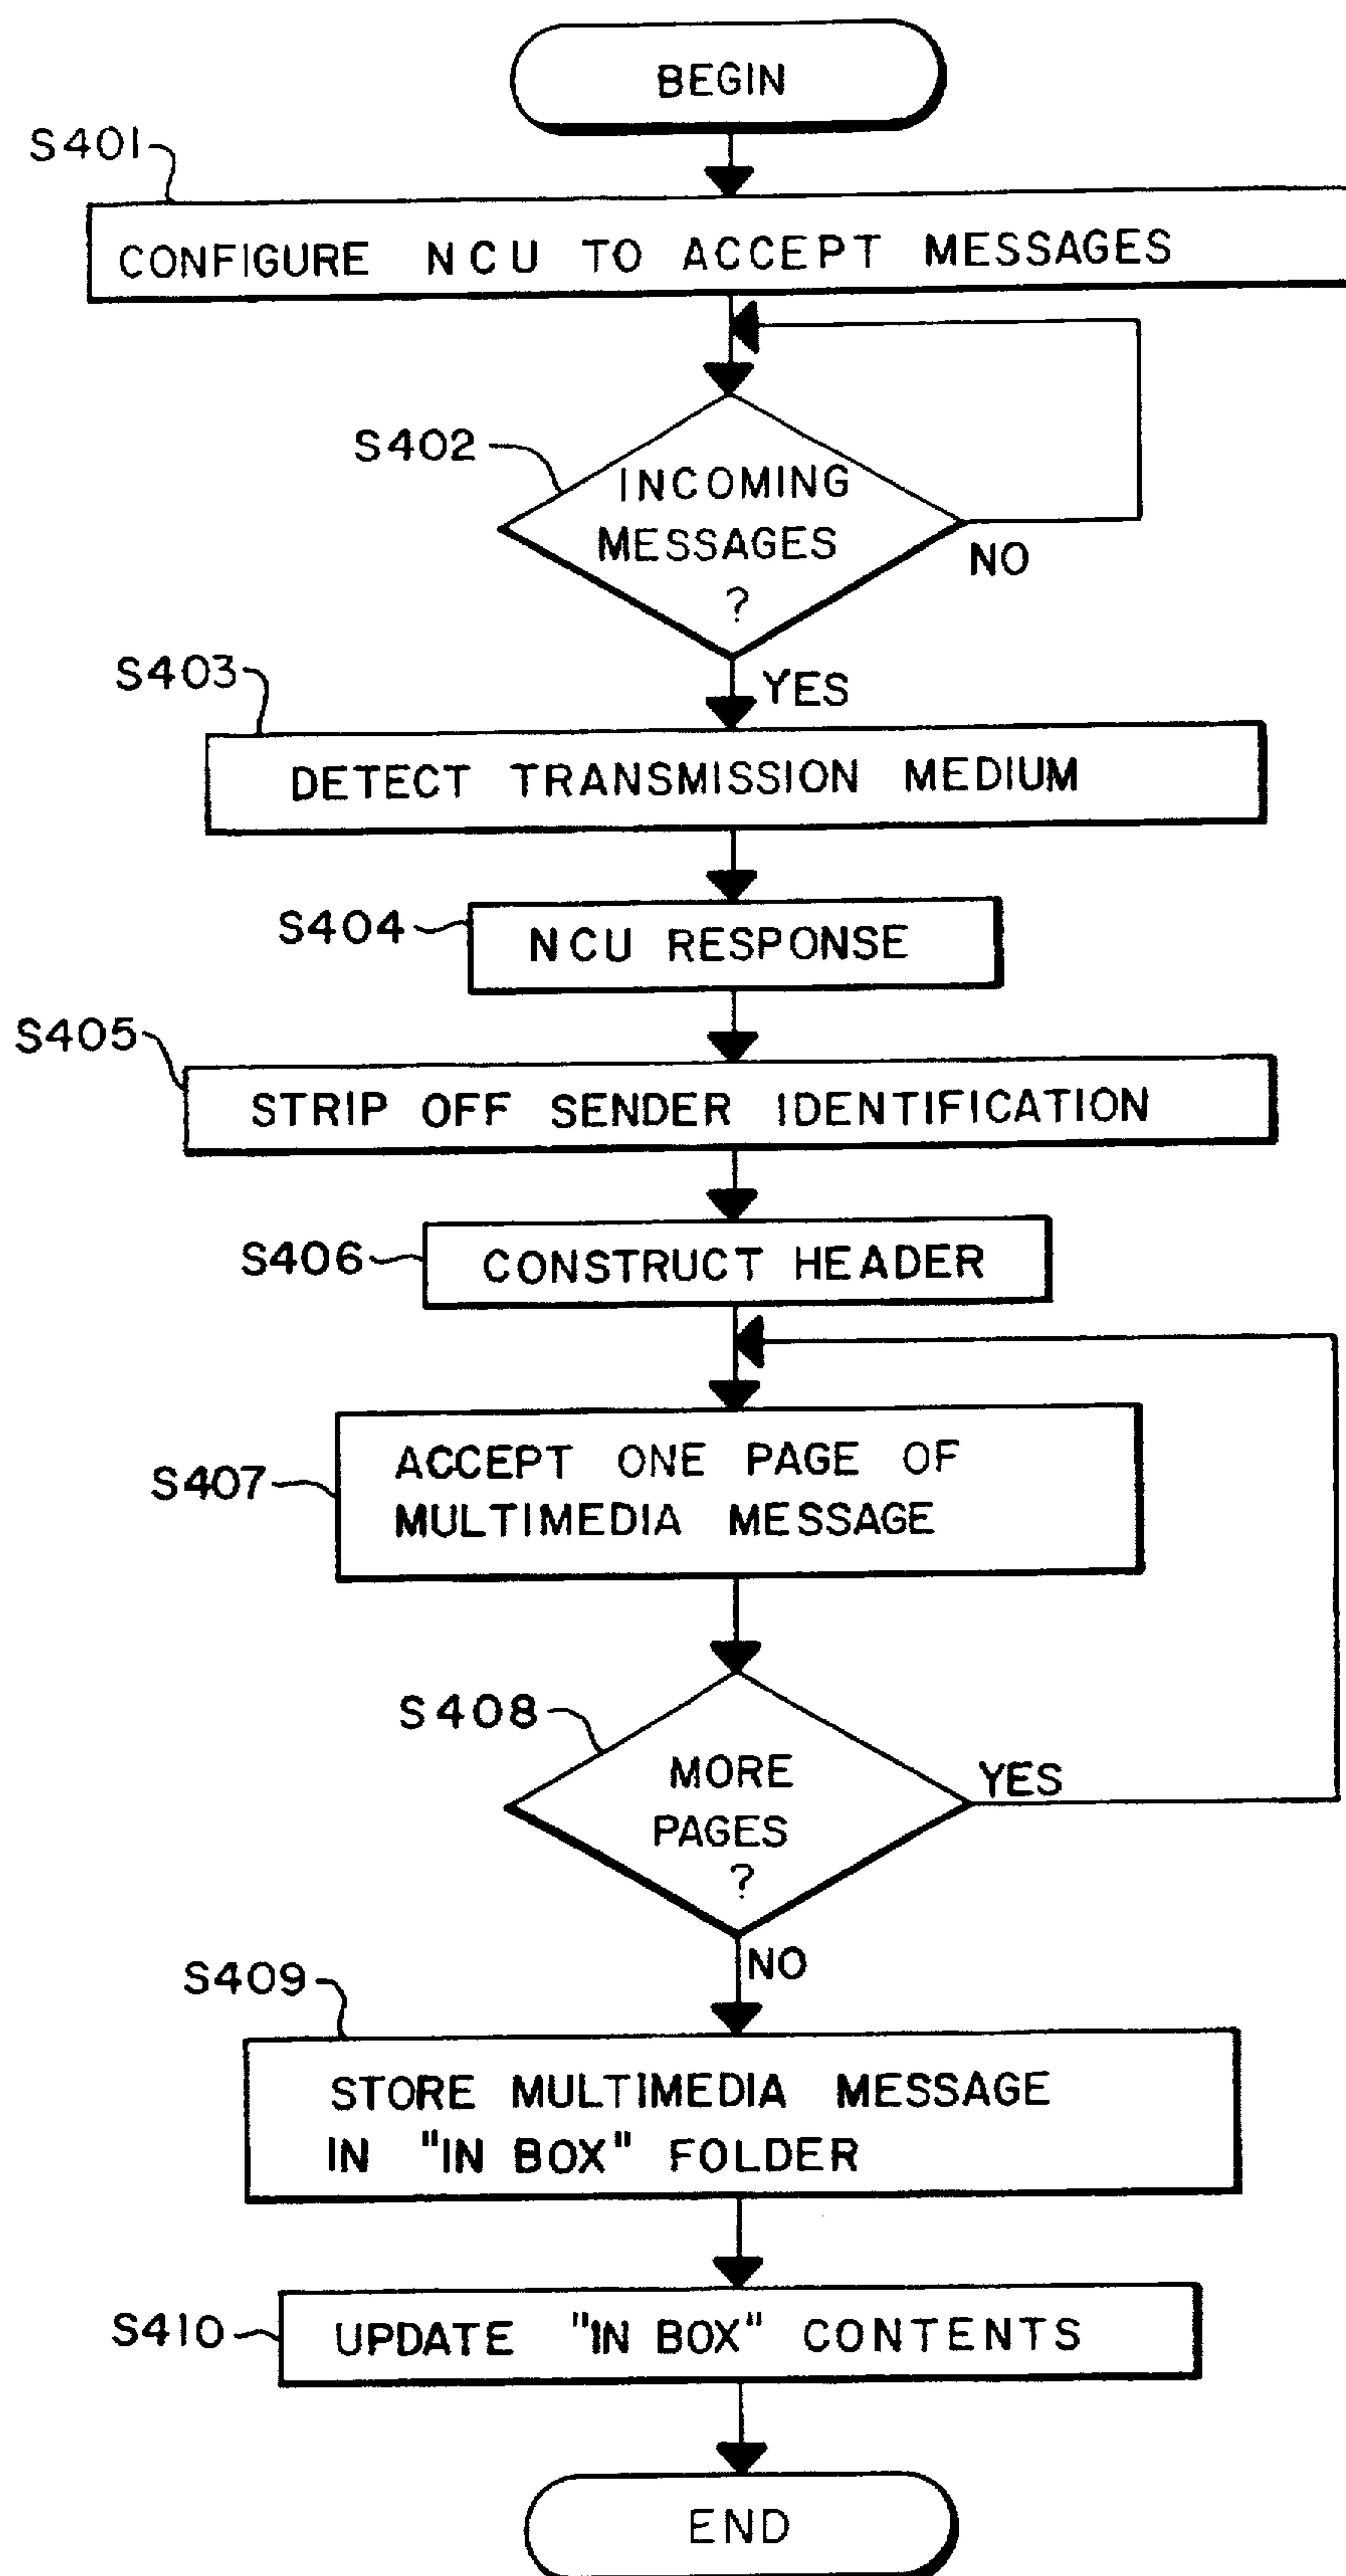 BEGIN
S401
CONFIGURE NCU TO ACCEPT MESSAGES
S402
INCOMING
MESSAGES
?
NO
YES
S403
DETECT TRANSMISSION MEDIUM
S404
NCU RESPONSE
S405
STRIP OFF SENDER IDENTIFICATION
S406
CONSTRUCT HEADER
S407
ACCEPT ONE PAGE OF
MULTIMEDIA MESSAGE
S408
MORE
PAGES
?
YES
NO
S409
STORE MULTIMEDIA MESSAGE
IN "IN BOX" FOLDER
S410
UPDATE "IN BOX" CONTENTS
END